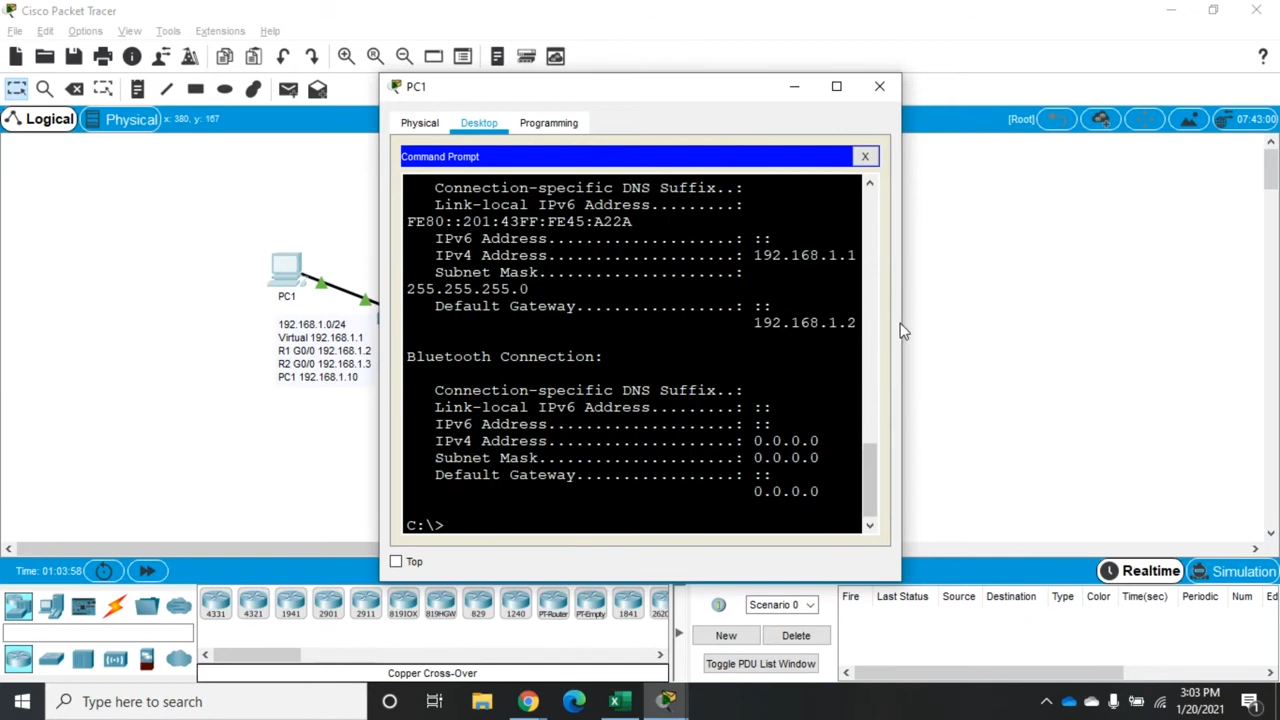 Cisco Packet Tracer
File Edit Options View Tools Extensions Help
?
Logical Physical x: 380, y: 167 [Root] 07:43:00
PC1
192.168.1.0/24
Virtual 192.168.1.1
R1 G0/0 192.168.1.2
R2 G0/0 192.168.1.3
PC1 192.168.1.10
PC1
Physical Desktop Programming
Command Prompt X
Connection-specific DNS Suffix..:
Link-local IPv6 Address.........:
FE80::201:43FF:FE45:A22A
IPv6 Address....................: ::
IPv4 Address....................: 192.168.1.1
Subnet Mask.....................:
255.255.255.0
Default Gateway.................: ::
192.168.1.2
Bluetooth Connection:
Connection-specific DNS Suffix..:
Link-local IPv6 Address.........: ::
IPv6 Address....................: ::
IPv4 Address....................: 0.0.0.0
Subnet Mask.....................: 0.0.0.0
Default Gateway.................: ::
0.0.0.0
C:\>
Top
Time: 01:03:58 Realtime Simulation
4331 4321 1941 2901 2911 819IOX 819HGW 829 1240 PT-Router PT-Empty 1841 2620
Copper Cross-Over
Scenario 0
New Delete
Toggle PDU List Window
Fire Last Status Source Destination Type Color Time(sec) Periodic Num Ed
Type here to search
3:03 PM
1/20/2021
1